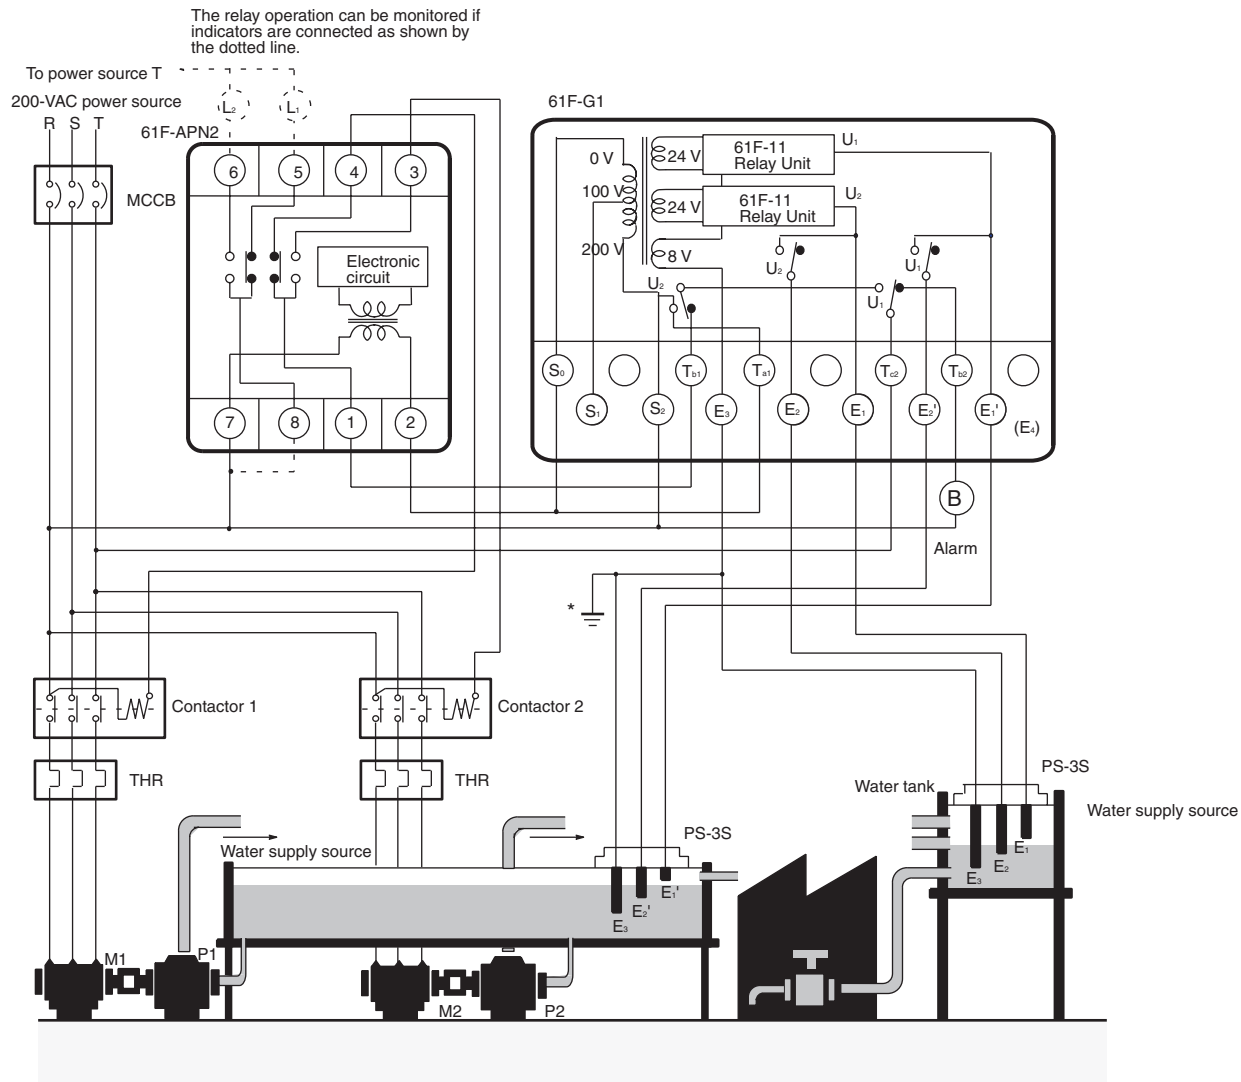 The relay operation can be monitored if
indicators are connected as shown by
the dotted line.
To power source T
200-VAC power source
R S T
L2 L1
61F-APN2
61F-G1
MCCB
6 5 4 3
Electronic
circuit
7 8 1 2
0 V
100 V
200 V
24 V
61F-11
Relay Unit
U1
24 V
61F-11
Relay Unit
U2
8 V
U2
U1
U2
U1
S0 Tb1 Ta1 Tc2 Tb2
S1 S2 E3 E2 E1 E2' E1'
(E4)
B
Alarm
*
Contactor 1
Contactor 2
THR
THR
PS-3S
Water tank
Water supply source
E1
E2
E3
PS-3S
Water supply source
E1'
E2'
E3
M1
P1
M2
P2